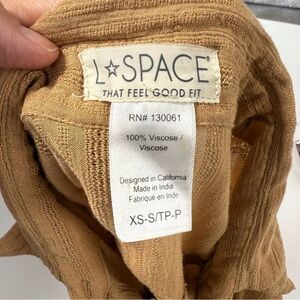 L☆SPACE®
THAT FEEL GOOD FIT
RN# 130061
100% Viscose /
Viscose
Designed in California
Made in India
Fabriqué en Inde
XS-S/TP-P